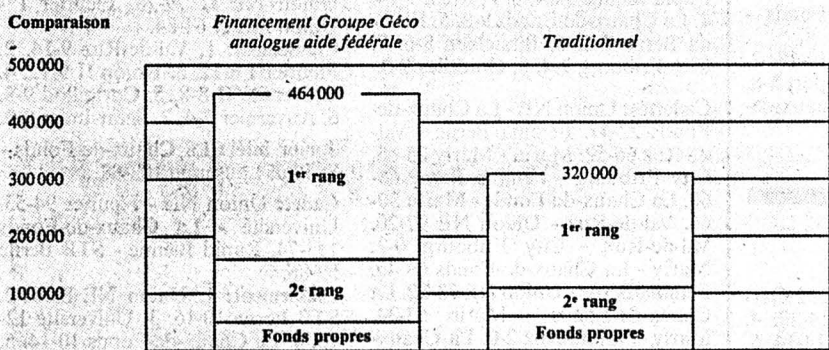 Comparaison
Financement Groupe Géco
analogue aide fédérale
Traditionnel
500 000
464 000
400 000
1er rang
300 000
320 000
1er rang
200 000
2e rang
100 000
2e rang
Fonds propres
Fonds propres